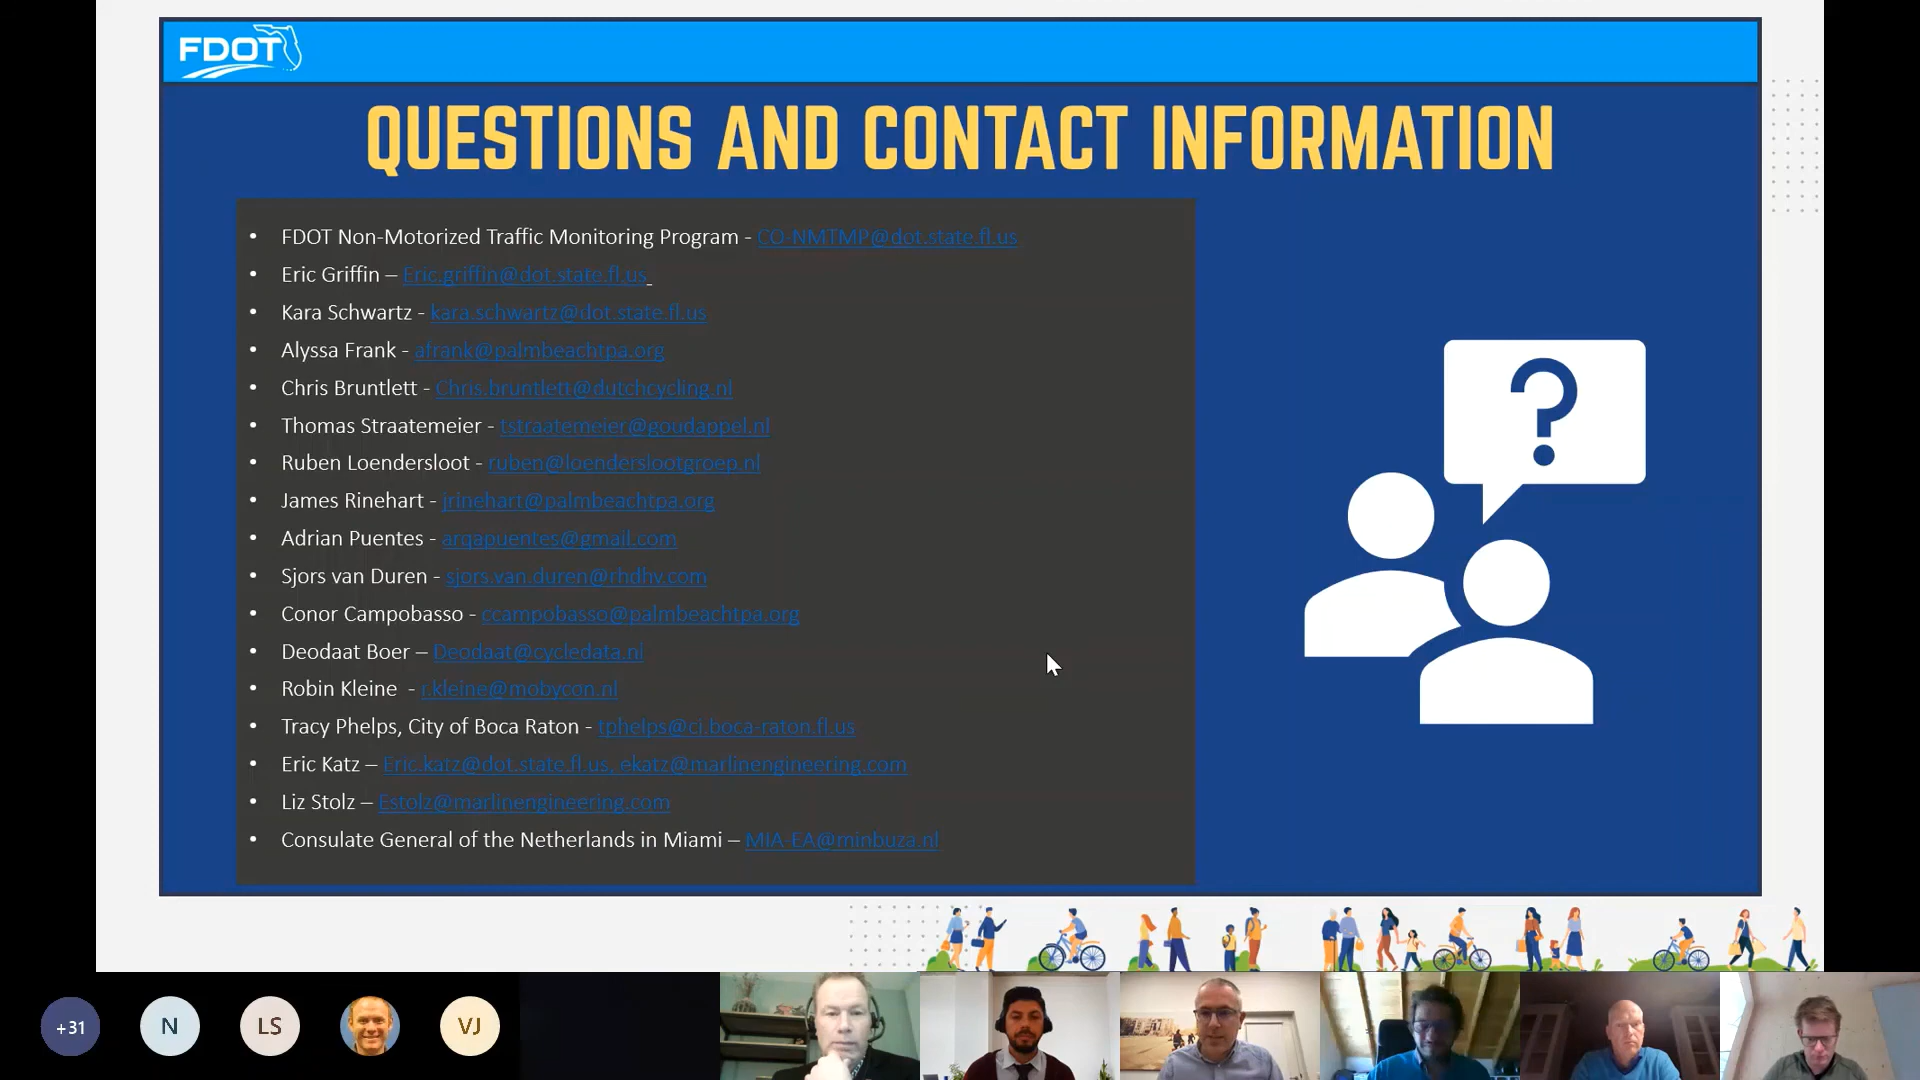 FDOT
QUESTIONS AND CONTACT INFORMATION
• FDOT Non-Motorized Traffic Monitoring Program - CO-NMTMP@dot.state.fl.us
• Eric Griffin – Eric.griffin@dot.state.fl.us
• Kara Schwartz - kara.schwartz@dot.state.fl.us
• Alyssa Frank - afrank@palmbeachtpa.org
• Chris Bruntlett - Chris.bruntlett@dutchcycling.nl
• Thomas Straatemeier - tstraatemeier@goudappel.nl
• Ruben Loendersloot - ruben@loenderslootgroep.nl
• James Rinehart - jrinehart@palmbeachtpa.org
• Adrian Puentes - arqapuentes@gmail.com
• Sjors van Duren - sjors.van.duren@rhdhv.com
• Conor Campobasso - ccampobasso@palmbeachtpa.org
• Deodaat Boer – Deodaat@cycledata.nl
• Robin Kleine - r.kleine@mobycon.nl
• Tracy Phelps, City of Boca Raton - tphelps@ci.boca-raton.fl.us
• Eric Katz – Eric.katz@dot.state.fl.us, ekatz@marlinengineering.com
• Liz Stolz – Estolz@marlinengineering.com
• Consulate General of the Netherlands in Miami – MIA-EA@minbuza.nl
?
+31 N LS VJ